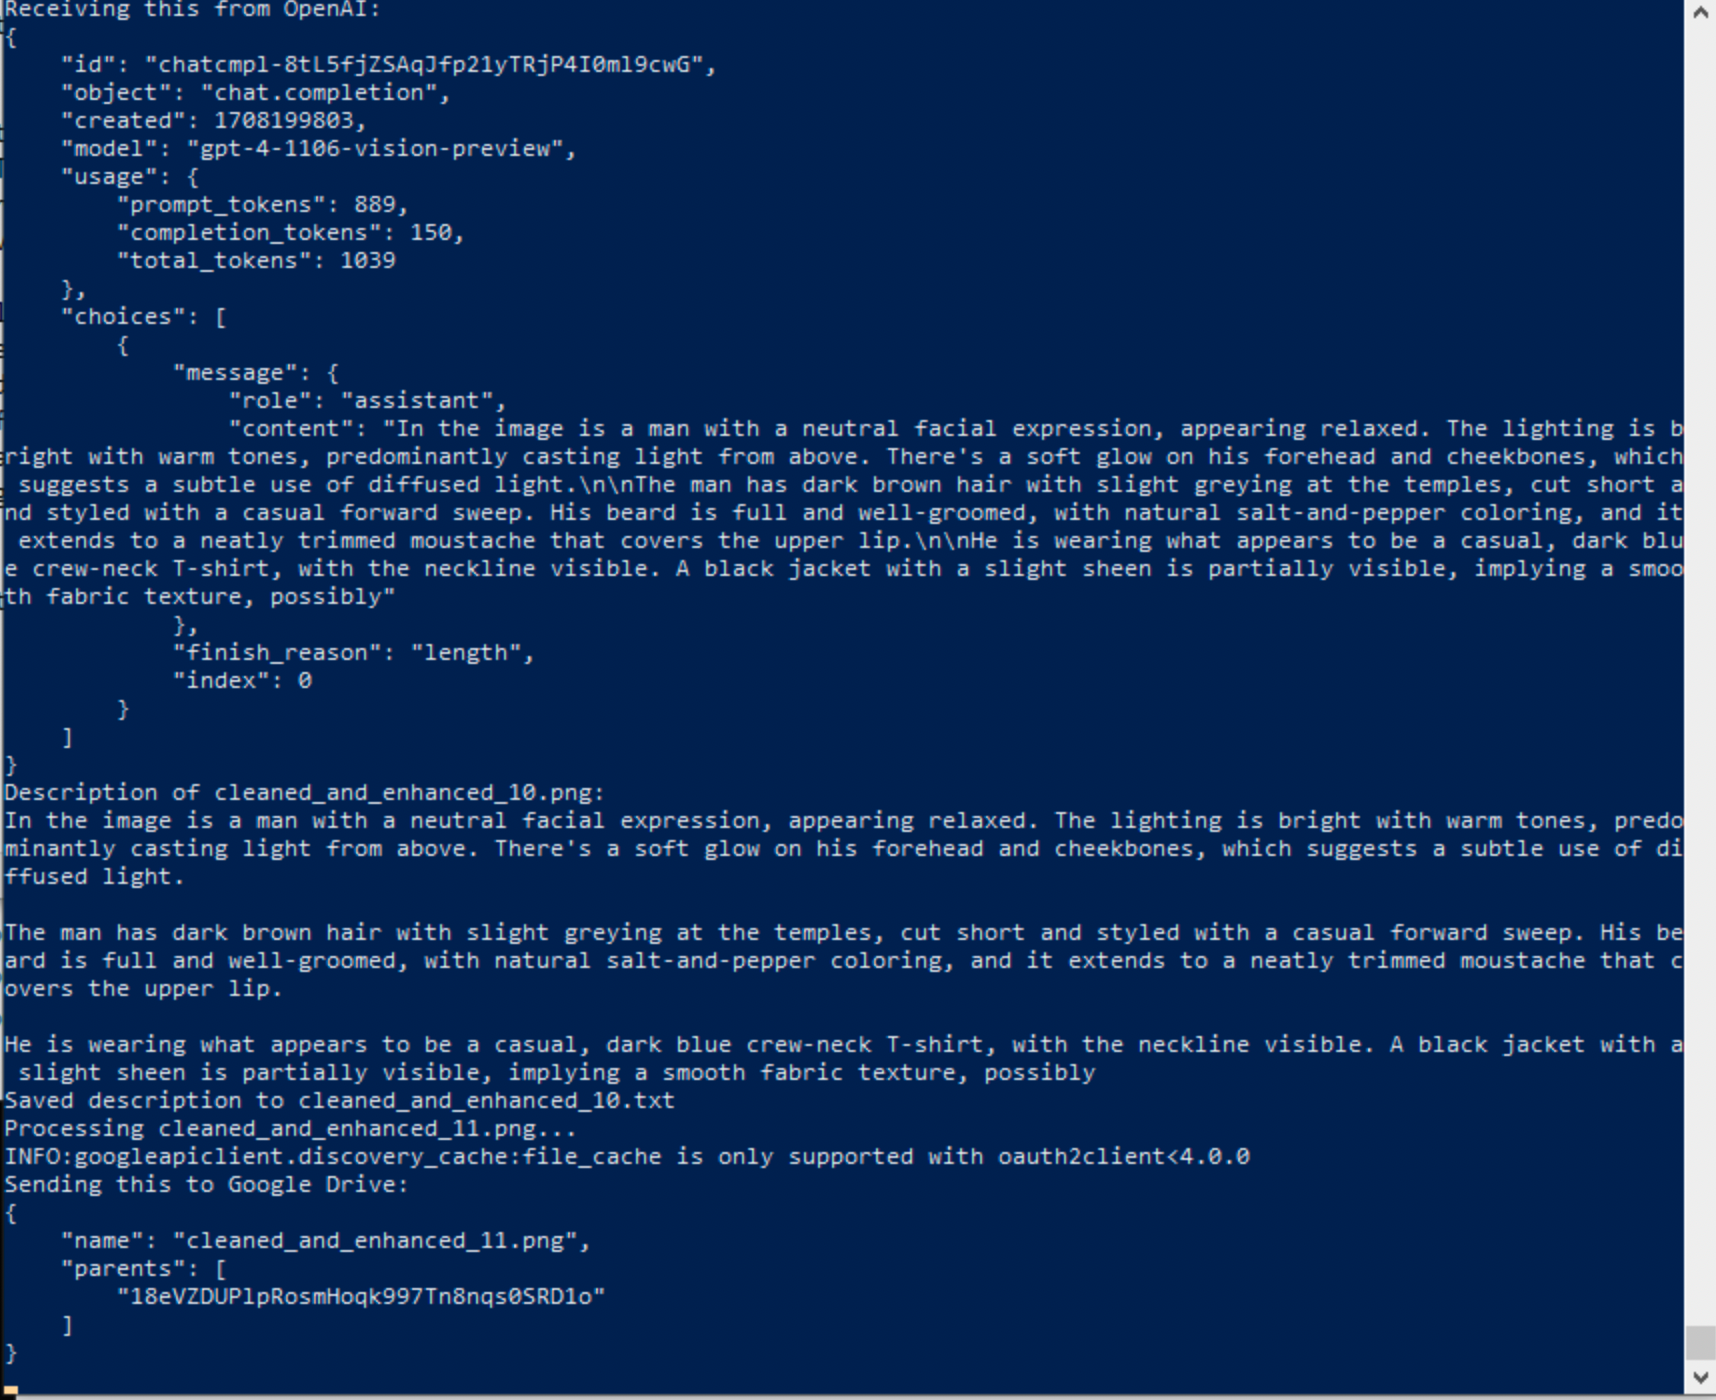 Receiving this from OpenAI:
{
    "id": "chatcmpl-8tL5fjZSAqJfp21yTRjP4I0ml9cwG",
    "object": "chat.completion",
    "created": 1708199803,
    "model": "gpt-4-1106-vision-preview",
    "usage": {
        "prompt_tokens": 889,
        "completion_tokens": 150,
        "total_tokens": 1039
    },
    "choices": [
        {
            "message": {
                "role": "assistant",
                "content": "In the image is a man with a neutral facial expression, appearing relaxed. The lighting is b
right with warm tones, predominantly casting light from above. There's a soft glow on his forehead and cheekbones, which
 suggests a subtle use of diffused light.\n\nThe man has dark brown hair with slight greying at the temples, cut short a
nd styled with a casual forward sweep. His beard is full and well-groomed, with natural salt-and-pepper coloring, and it
 extends to a neatly trimmed moustache that covers the upper lip.\n\nHe is wearing what appears to be a casual, dark blu
e crew-neck T-shirt, with the neckline visible. A black jacket with a slight sheen is partially visible, implying a smoo
th fabric texture, possibly"
            },
            "finish_reason": "length",
            "index": 0
        }
    ]
}
Description of cleaned_and_enhanced_10.png:
In the image is a man with a neutral facial expression, appearing relaxed. The lighting is bright with warm tones, predo
minantly casting light from above. There's a soft glow on his forehead and cheekbones, which suggests a subtle use of di
ffused light.

The man has dark brown hair with slight greying at the temples, cut short and styled with a casual forward sweep. His be
ard is full and well-groomed, with natural salt-and-pepper coloring, and it extends to a neatly trimmed moustache that c
overs the upper lip.

He is wearing what appears to be a casual, dark blue crew-neck T-shirt, with the neckline visible. A black jacket with a
 slight sheen is partially visible, implying a smooth fabric texture, possibly
Saved description to cleaned_and_enhanced_10.txt
Processing cleaned_and_enhanced_11.png...
INFO:googleapiclient.discovery_cache:file_cache is only supported with oauth2client<4.0.0
Sending this to Google Drive:
{
    "name": "cleaned_and_enhanced_11.png",
    "parents": [
        "18eVZDUPlpRosmHoqk997Tn8nqs0SRD1o"
    ]
}